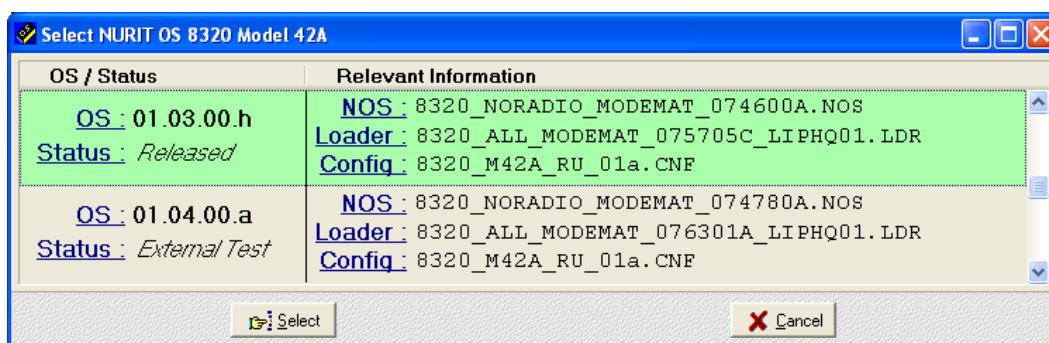 Select NURIT OS 8320 Model 42A
OS / Status Relevant Information
OS : 01.03.00.h
Status : Released
NOS : 8320_NORADIO_MODEMAT_074600A.NOS
Loader : 8320_ALL_MODEMAT_075705C_LIPHQ01.LDR
Config : 8320_M42A_RU_01a.CNF
OS : 01.04.00.a
Status : External Test
NOS : 8320_NORADIO_MODEMAT_074780A.NOS
Loader : 8320_ALL_MODEMAT_076301A_LIPHQ01.LDR
Config : 8320_M42A_RU_01a.CNF
Select Cancel